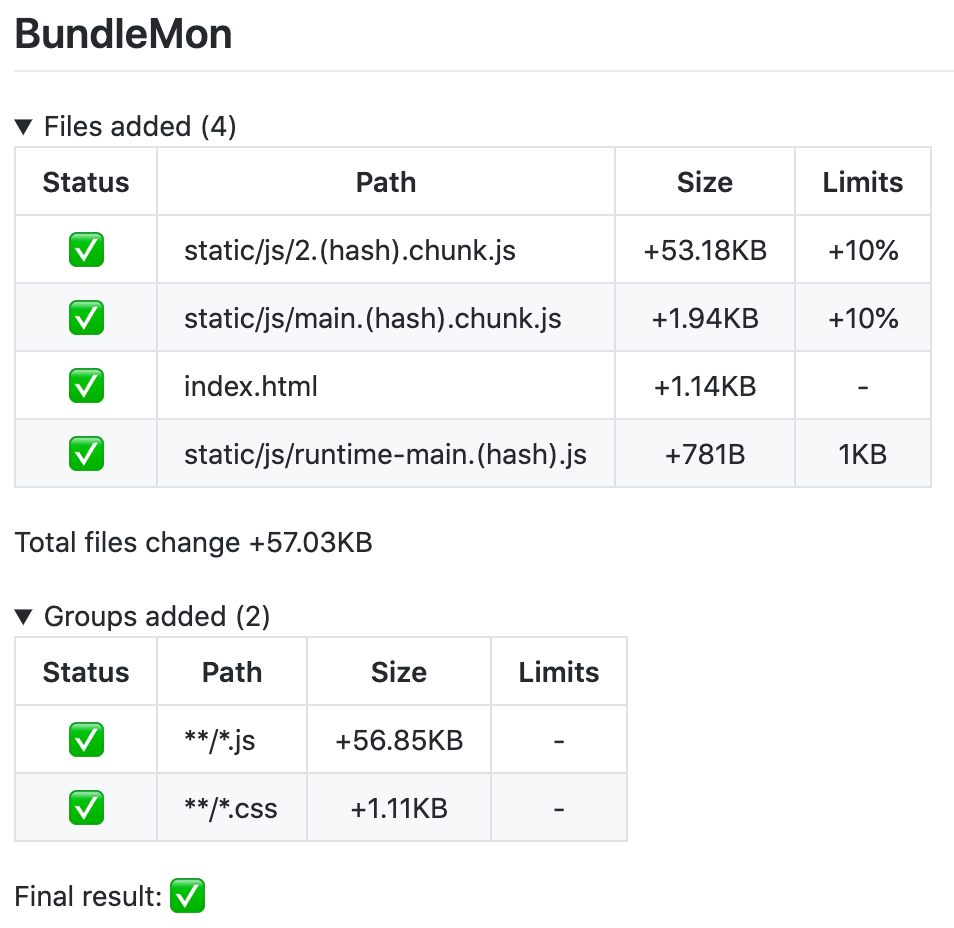 BundleMon
▼ Files added (4)
Status Path Size Limits
✅ static/js/2.(hash).chunk.js +53.18KB +10%
✅ static/js/main.(hash).chunk.js +1.94KB +10%
✅ index.html +1.14KB -
✅ static/js/runtime-main.(hash).js +781B 1KB
Total files change +57.03KB
▼ Groups added (2)
Status Path Size Limits
✅ **/*.js +56.85KB -
✅ **/*.css +1.11KB -
Final result: ✅